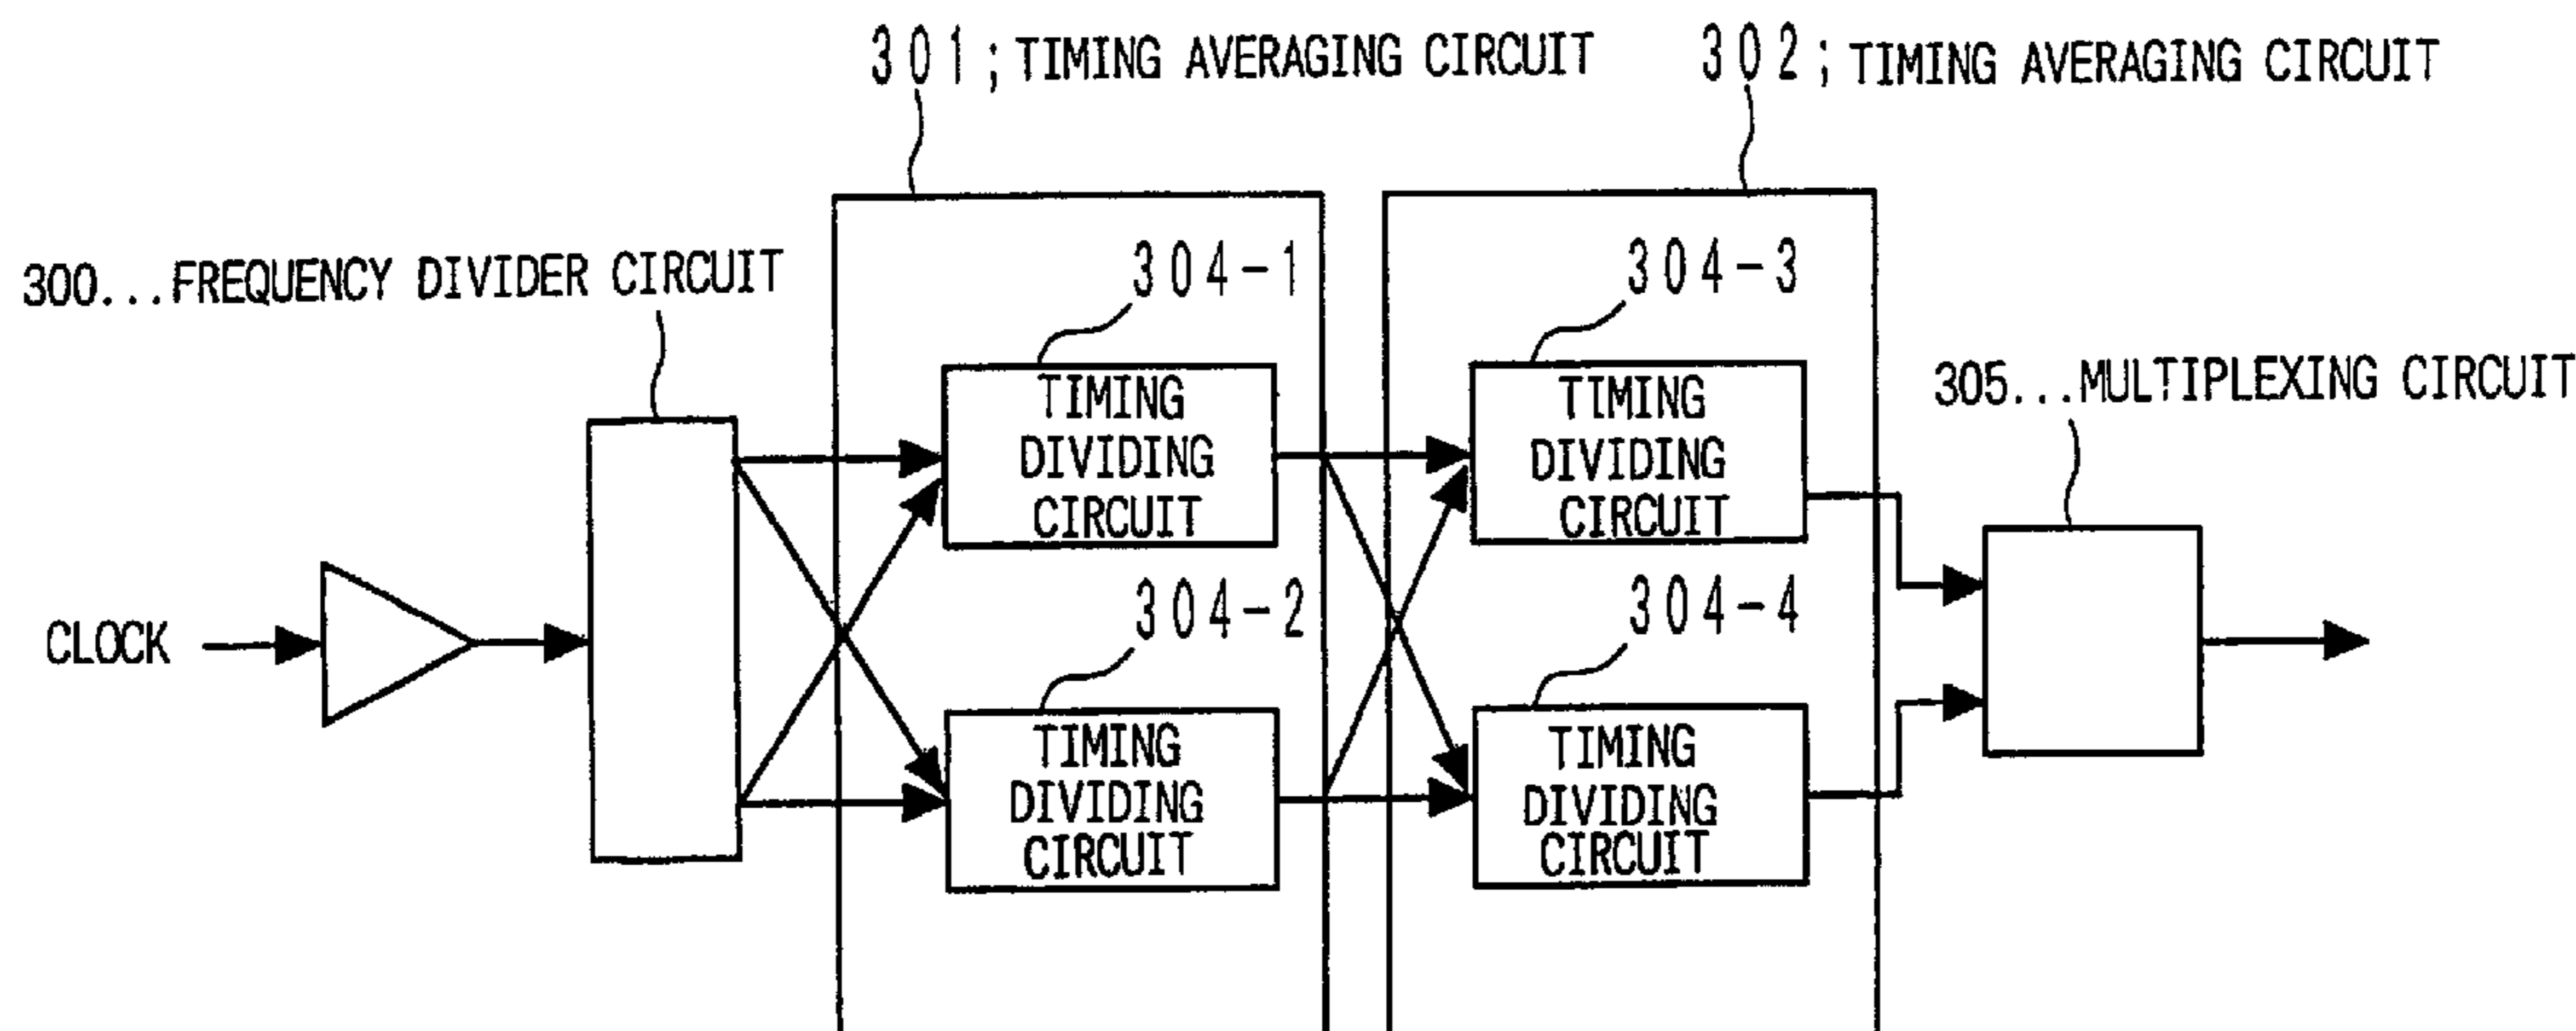 301;TIMING AVERAGING CIRCUIT
302;TIMING AVERAGING CIRCUIT
300...FREQUENCY DIVIDER CIRCUIT
304-1
304-3
TIMING
DIVIDING
CIRCUIT
TIMING
DIVIDING
CIRCUIT
305...MULTIPLEXING CIRCUIT
CLOCK
304-2
304-4
TIMING
DIVIDING
CIRCUIT
TIMING
DIVIDING
CIRCUIT